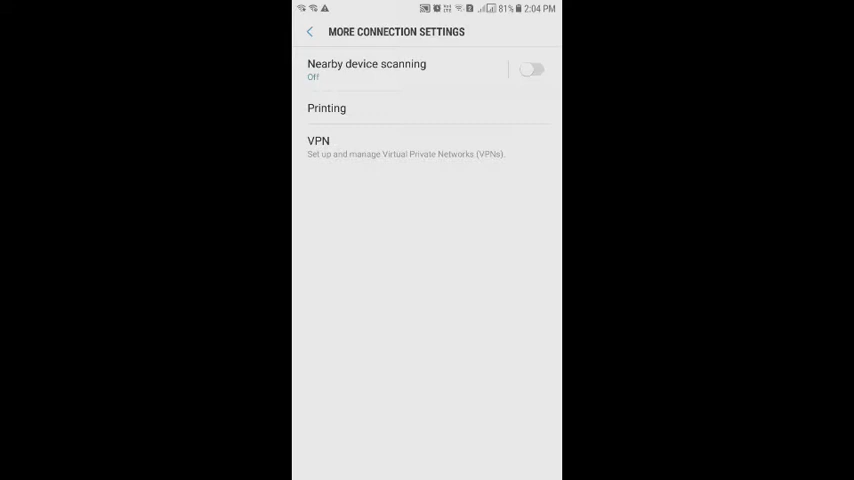 81% 2:04 PM
MORE CONNECTION SETTINGS
Nearby device scanning
Off
Printing
VPN
Set up and manage Virtual Private Networks (VPNs).